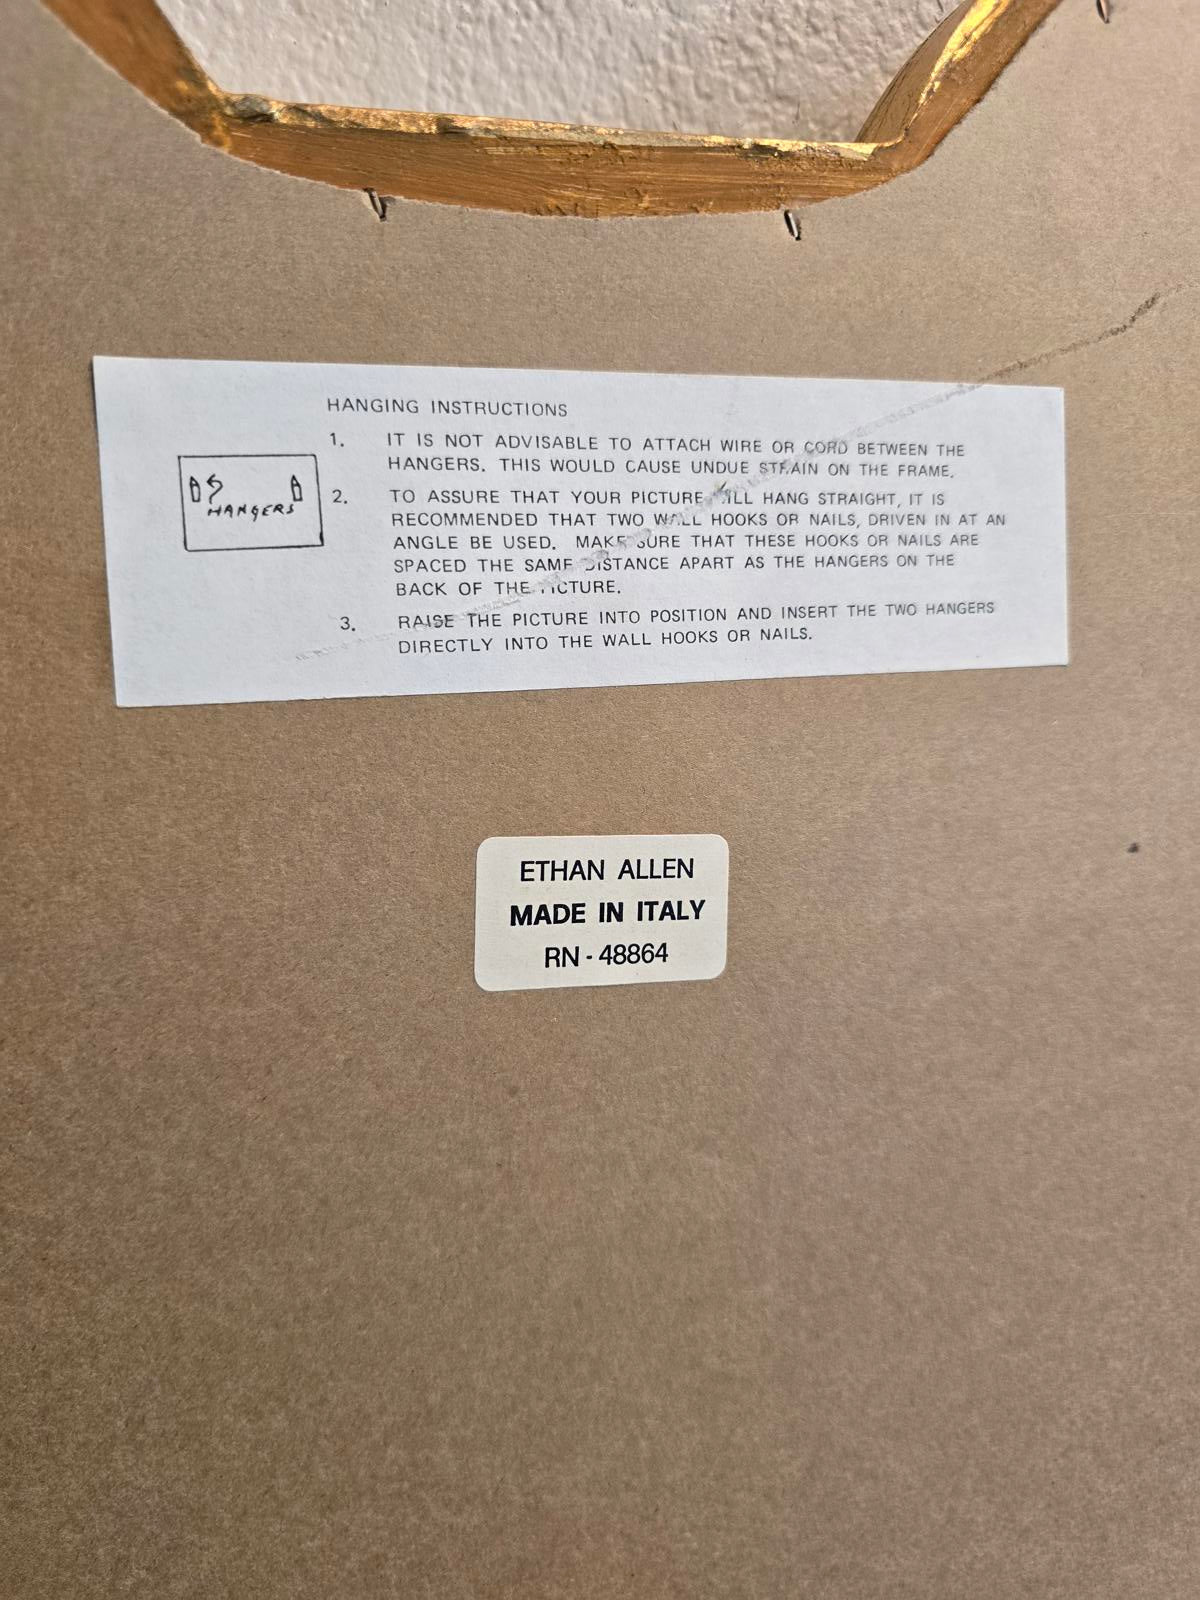 HANGING INSTRUCTIONS
1. IT IS NOT ADVISABLE TO ATTACH WIRE OR CORD BETWEEN THE
HANGERS. THIS WOULD CAUSE UNDUE STRAIN ON THE FRAME.
2. TO ASSURE THAT YOUR PICTURE WILL HANG STRAIGHT, IT IS
RECOMMENDED THAT TWO WALL HOOKS OR NAILS, DRIVEN IN AT AN
ANGLE BE USED. MAKE SURE THAT THESE HOOKS OR NAILS ARE
SPACED THE SAME DISTANCE APART AS THE HANGERS ON THE
BACK OF THE PICTURE.
3. RAISE THE PICTURE INTO POSITION AND INSERT THE TWO HANGERS
DIRECTLY INTO THE WALL HOOKS OR NAILS.
HANGERS
ETHAN ALLEN
MADE IN ITALY
RN - 48864